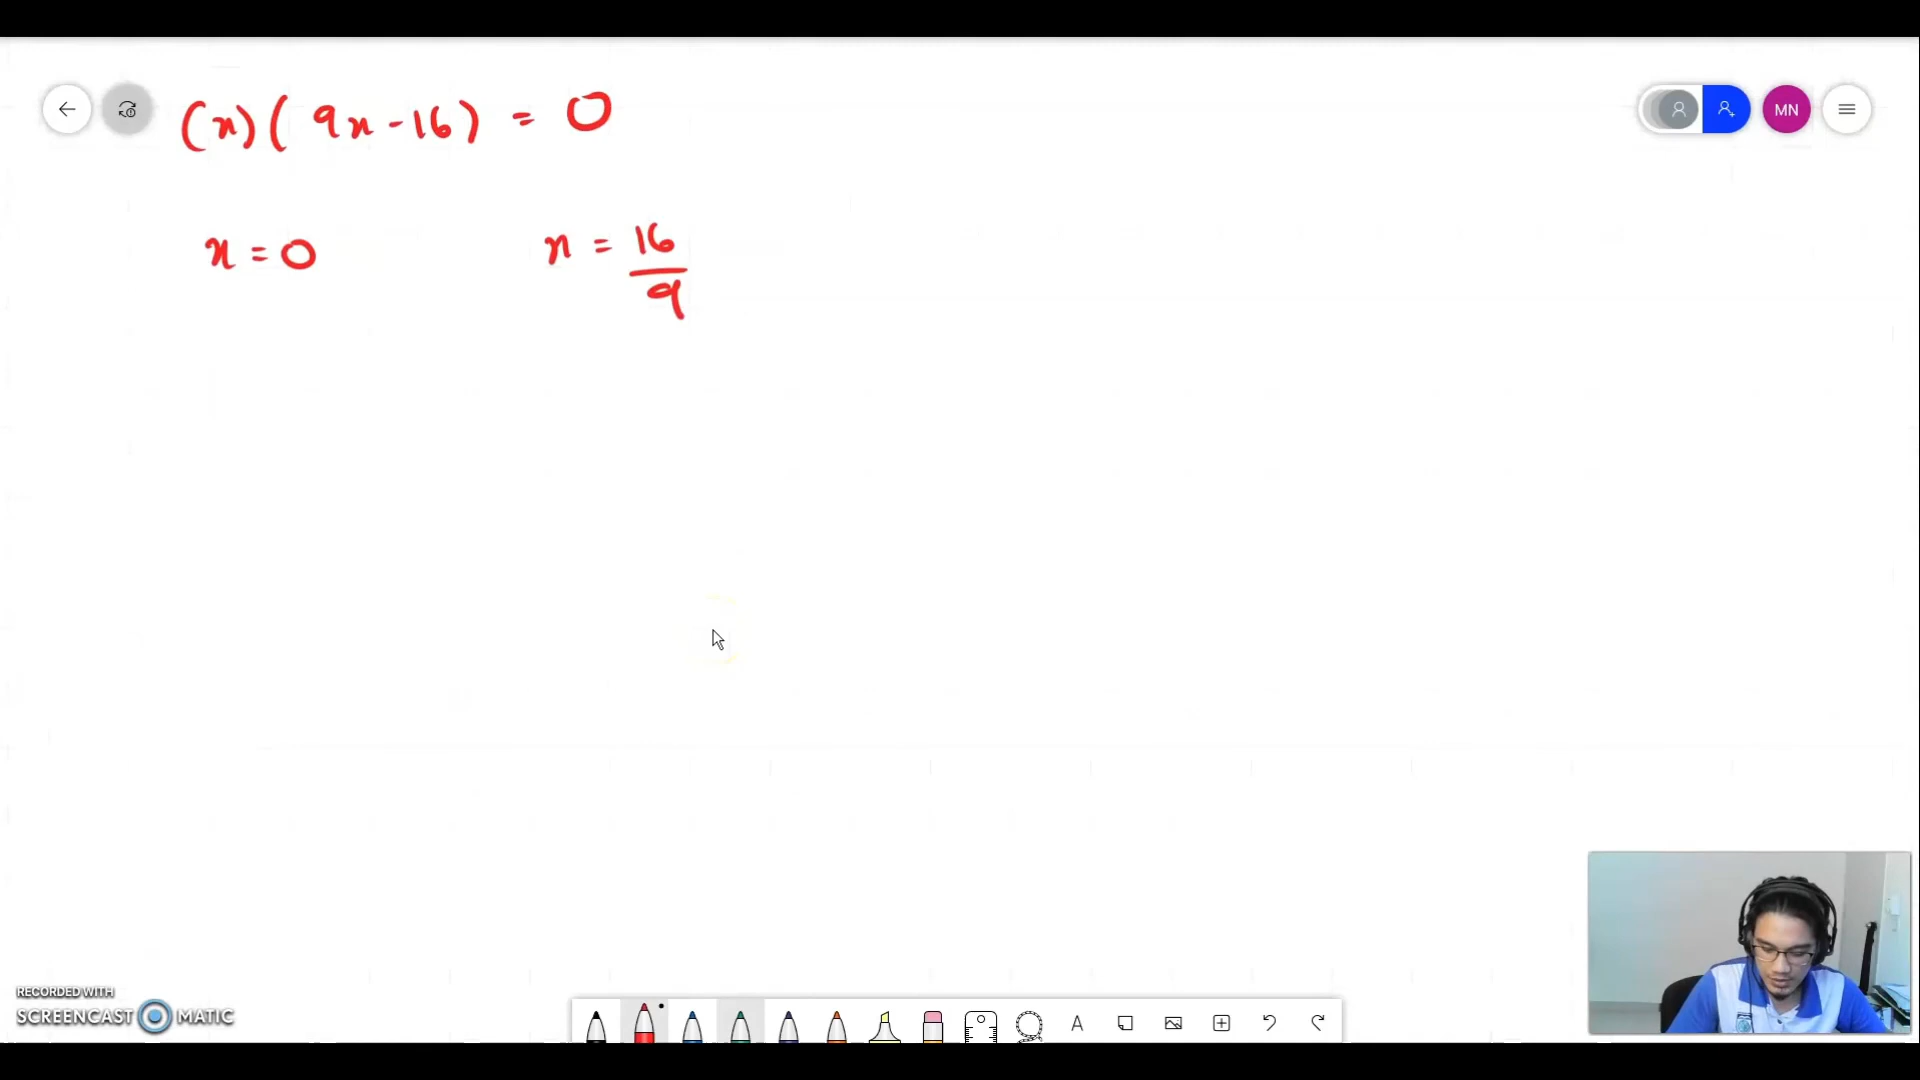 (x)(9x-16) = 0
MN
x = 0    x = 16/9
RECORDED WITH
SCREENCAST MATIC
A